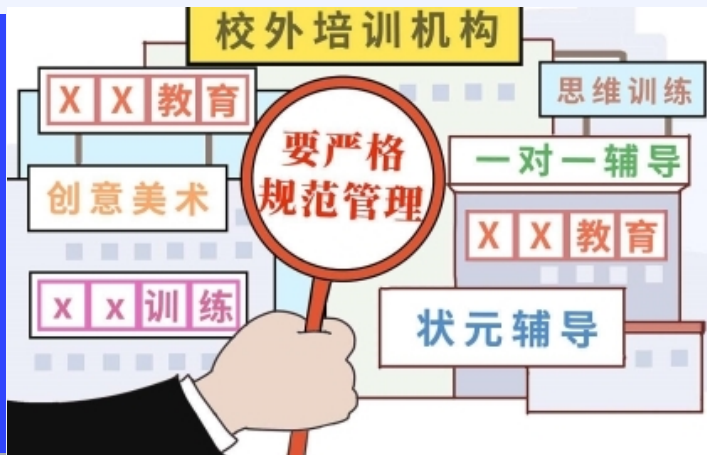 校外培训机构
XX教育
思维训练
要严格
规范管理
一对一辅导
创意美术
XX教育
xx训练
状元辅导